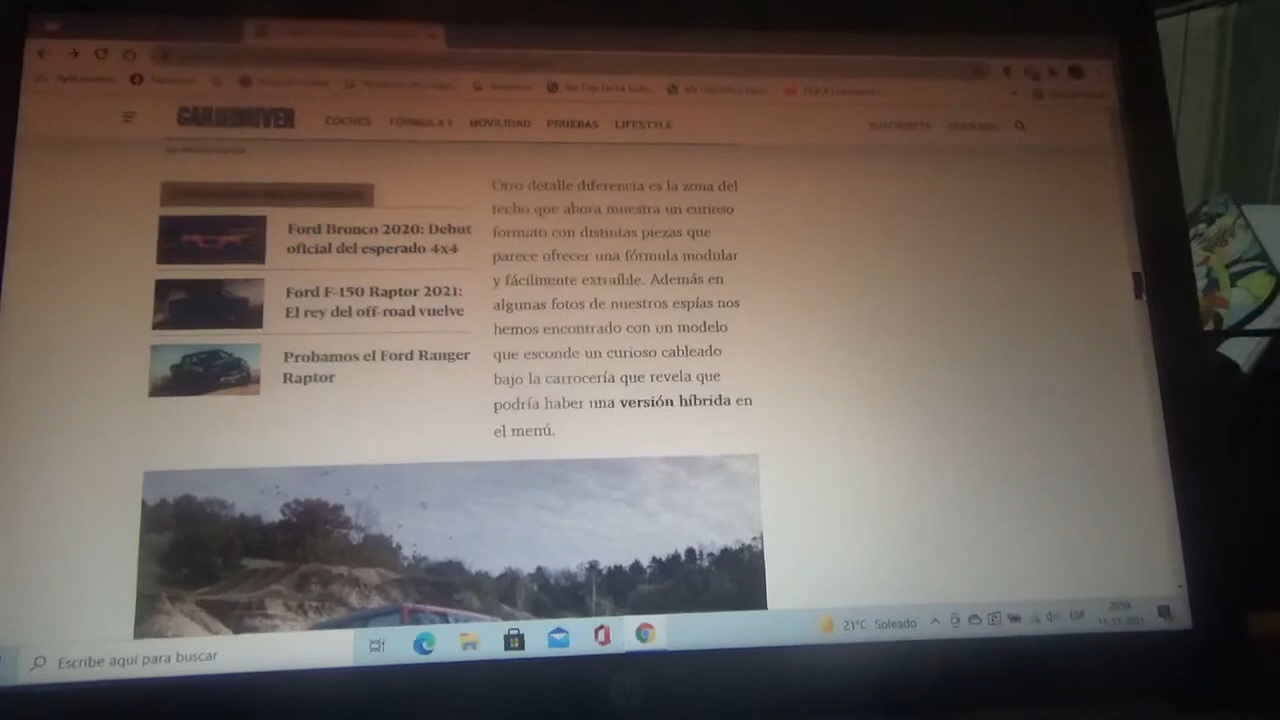 CAR AND DRIVER
COCHES FÓRMULA 1 MOVILIDAD PRUEBAS LIFESTYLE
SUSCRÍBETE
Ford Bronco 2020: Debut
oficial del esperado 4x4
Ford F-150 Raptor 2021:
El rey del off-road vuelve
Probamos el Ford Ranger
Raptor
Otro detalle diferencia es la zona del
techo que ahora muestra un curioso
formato con distintas piezas que
parece ofrecer una fórmula modular
y fácilmente extraíble. Además en
algunas fotos de nuestros espías nos
hemos encontrado con un modelo
que esconde un curioso cableado
bajo la carrocería que revela que
podría haber una versión híbrida en
el menú.
Escribe aquí para buscar
21°C Soleado
ESP